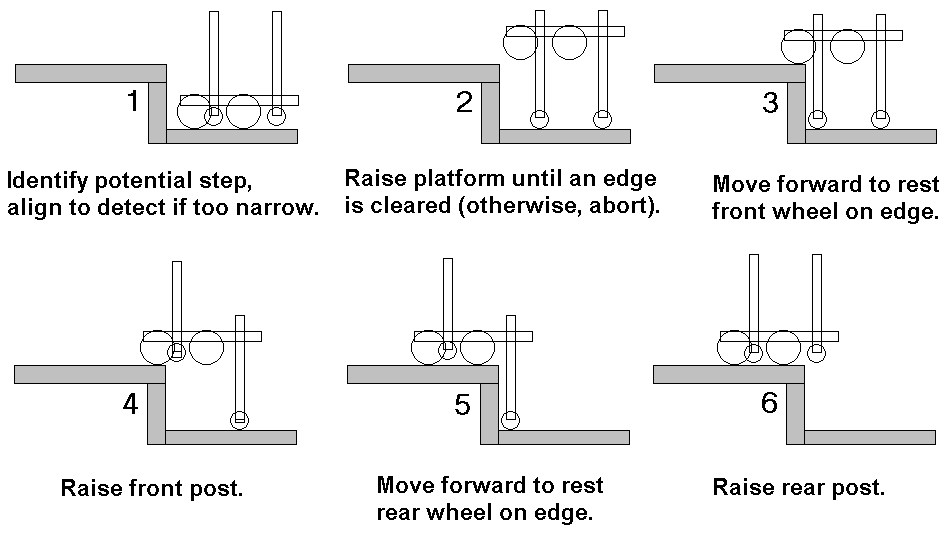 1
Identify potential step,
align to detect if too narrow.
2
Raise platform until an edge
is cleared (otherwise, abort).
3
Move forward to rest
front wheel on edge.
4
Raise front post.
5
Move forward to rest
rear wheel on edge.
6
Raise rear post.